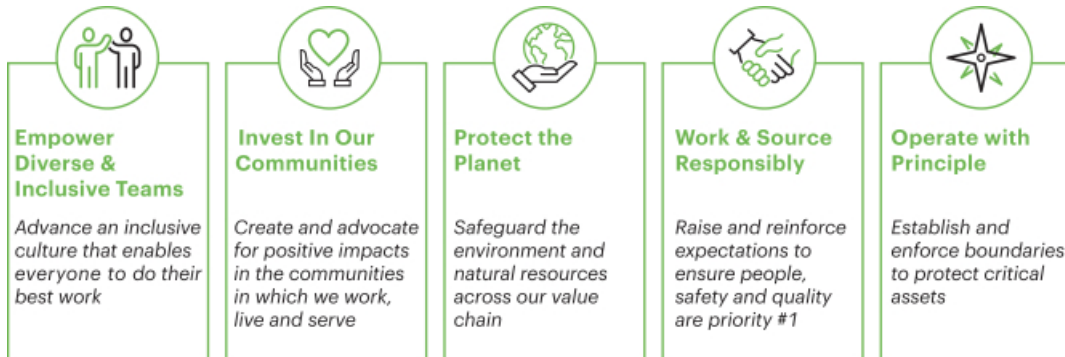 Empower
Diverse &
Inclusive Teams
Advance an inclusive
culture that enables
everyone to do their
best work
Invest In Our
Communities
Create and advocate
for positive impacts
in the communities
in which we work,
live and serve
Protect the
Planet
Safeguard the
environment and
natural resources
across our value
chain
Work & Source
Responsibly
Raise and reinforce
expectations to
ensure people,
safety and quality
are priority #1
Operate with
Principle
Establish and
enforce boundaries
to protect critical
assets